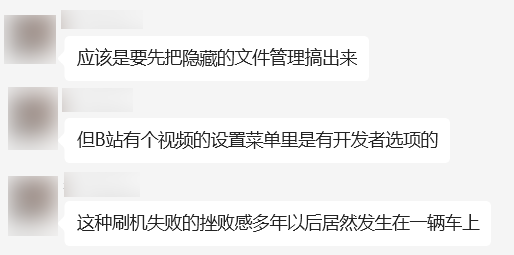 应该是要先把隐藏的文件管理搞出来
但B站有个视频的设置菜单里是有开发者选项的
这种刷机失败的挫败感多年以后居然发生在一辆车上